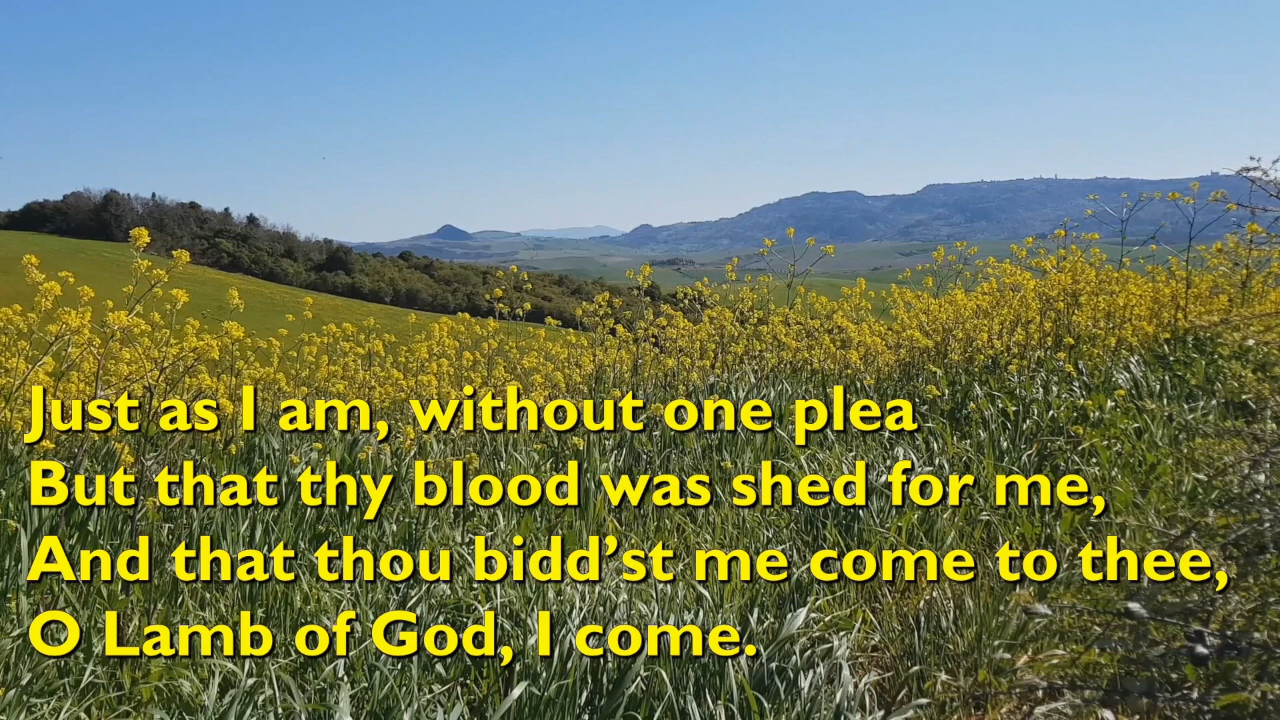 Just as I am, without one plea
But that thy blood was shed for me,
And that thou bidd’st me come to thee,
O Lamb of God, I come.